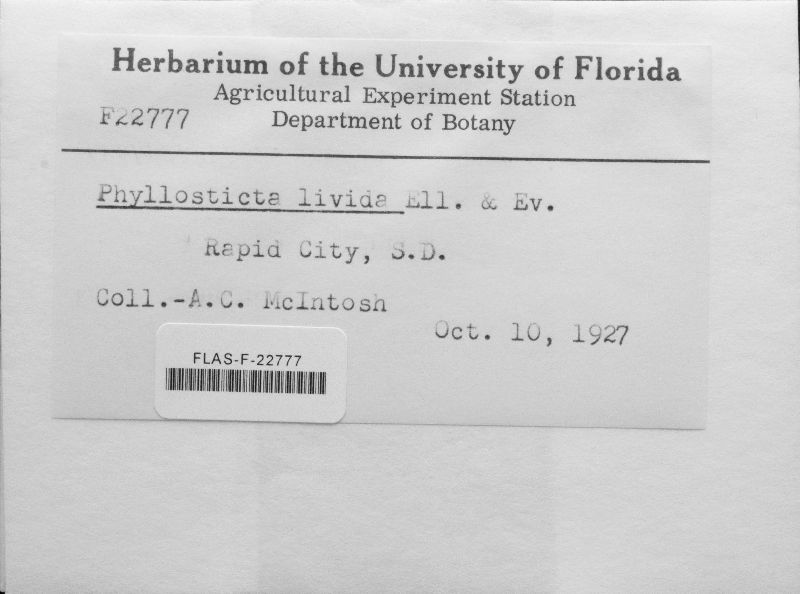 Herbarium of the University of Florida
Agricultural Experiment Station
F22777 Department of Botany
Phyllosticta livida Ell. & Ev.
Rapid City, S.D.
Coll.-A.C. McIntosh
Oct. 10, 1927
FLAS-F-22777